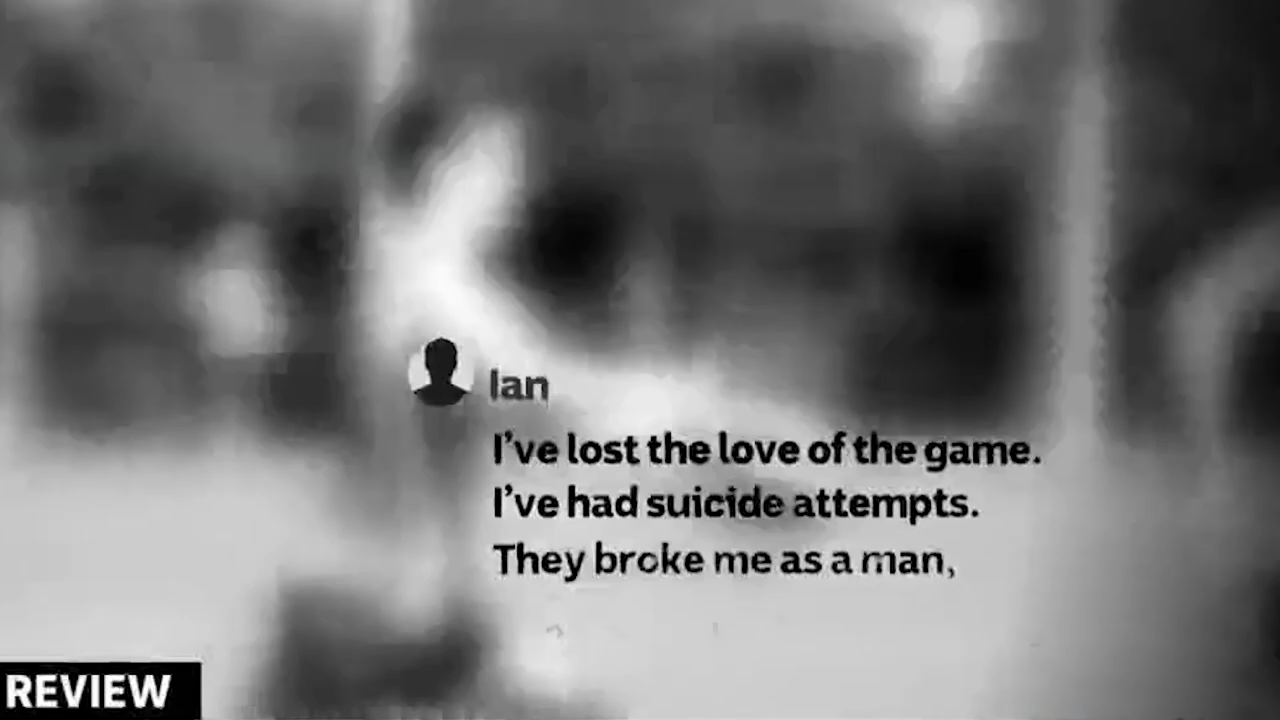 Ian
I've lost the love of the game.
I've had suicide attempts.
They broke me as a man,
REVIEW